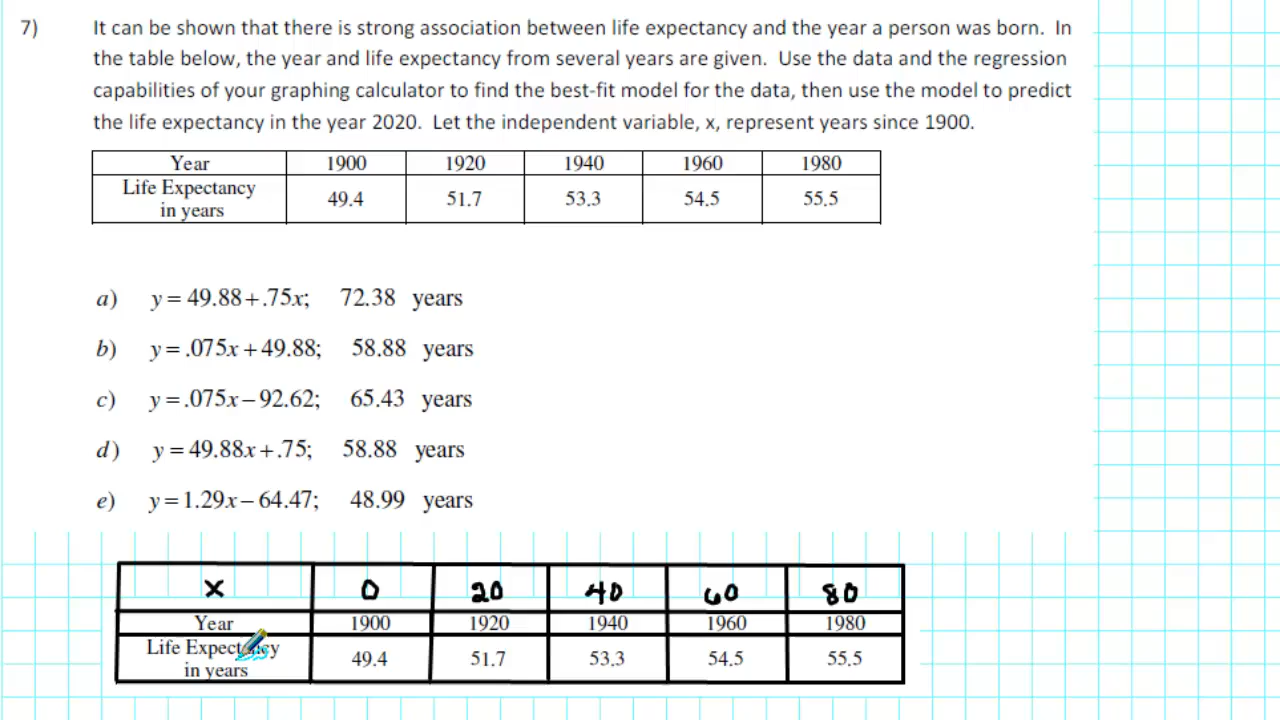 7) It can be shown that there is strong association between life expectancy and the year a person was born. In
the table below, the year and life expectancy from several years are given. Use the data and the regression
capabilities of your graphing calculator to find the best-fit model for the data, then use the model to predict
the life expectancy in the year 2020. Let the independent variable, x, represent years since 1900.
Year 1900 1920 1940 1960 1980
Life Expectancy
in years 49.4 51.7 53.3 54.5 55.5
a) y = 49.88 + .75x; 72.38 years
b) y = .075x + 49.88; 58.88 years
c) y = .075x − 92.62; 65.43 years
d) y = 49.88x + .75; 58.88 years
e) y = 1.29x − 64.47; 48.99 years
X 0 20 40 60 80
Year 1900 1920 1940 1960 1980
Life Expectancy
in years 49.4 51.7 53.3 54.5 55.5